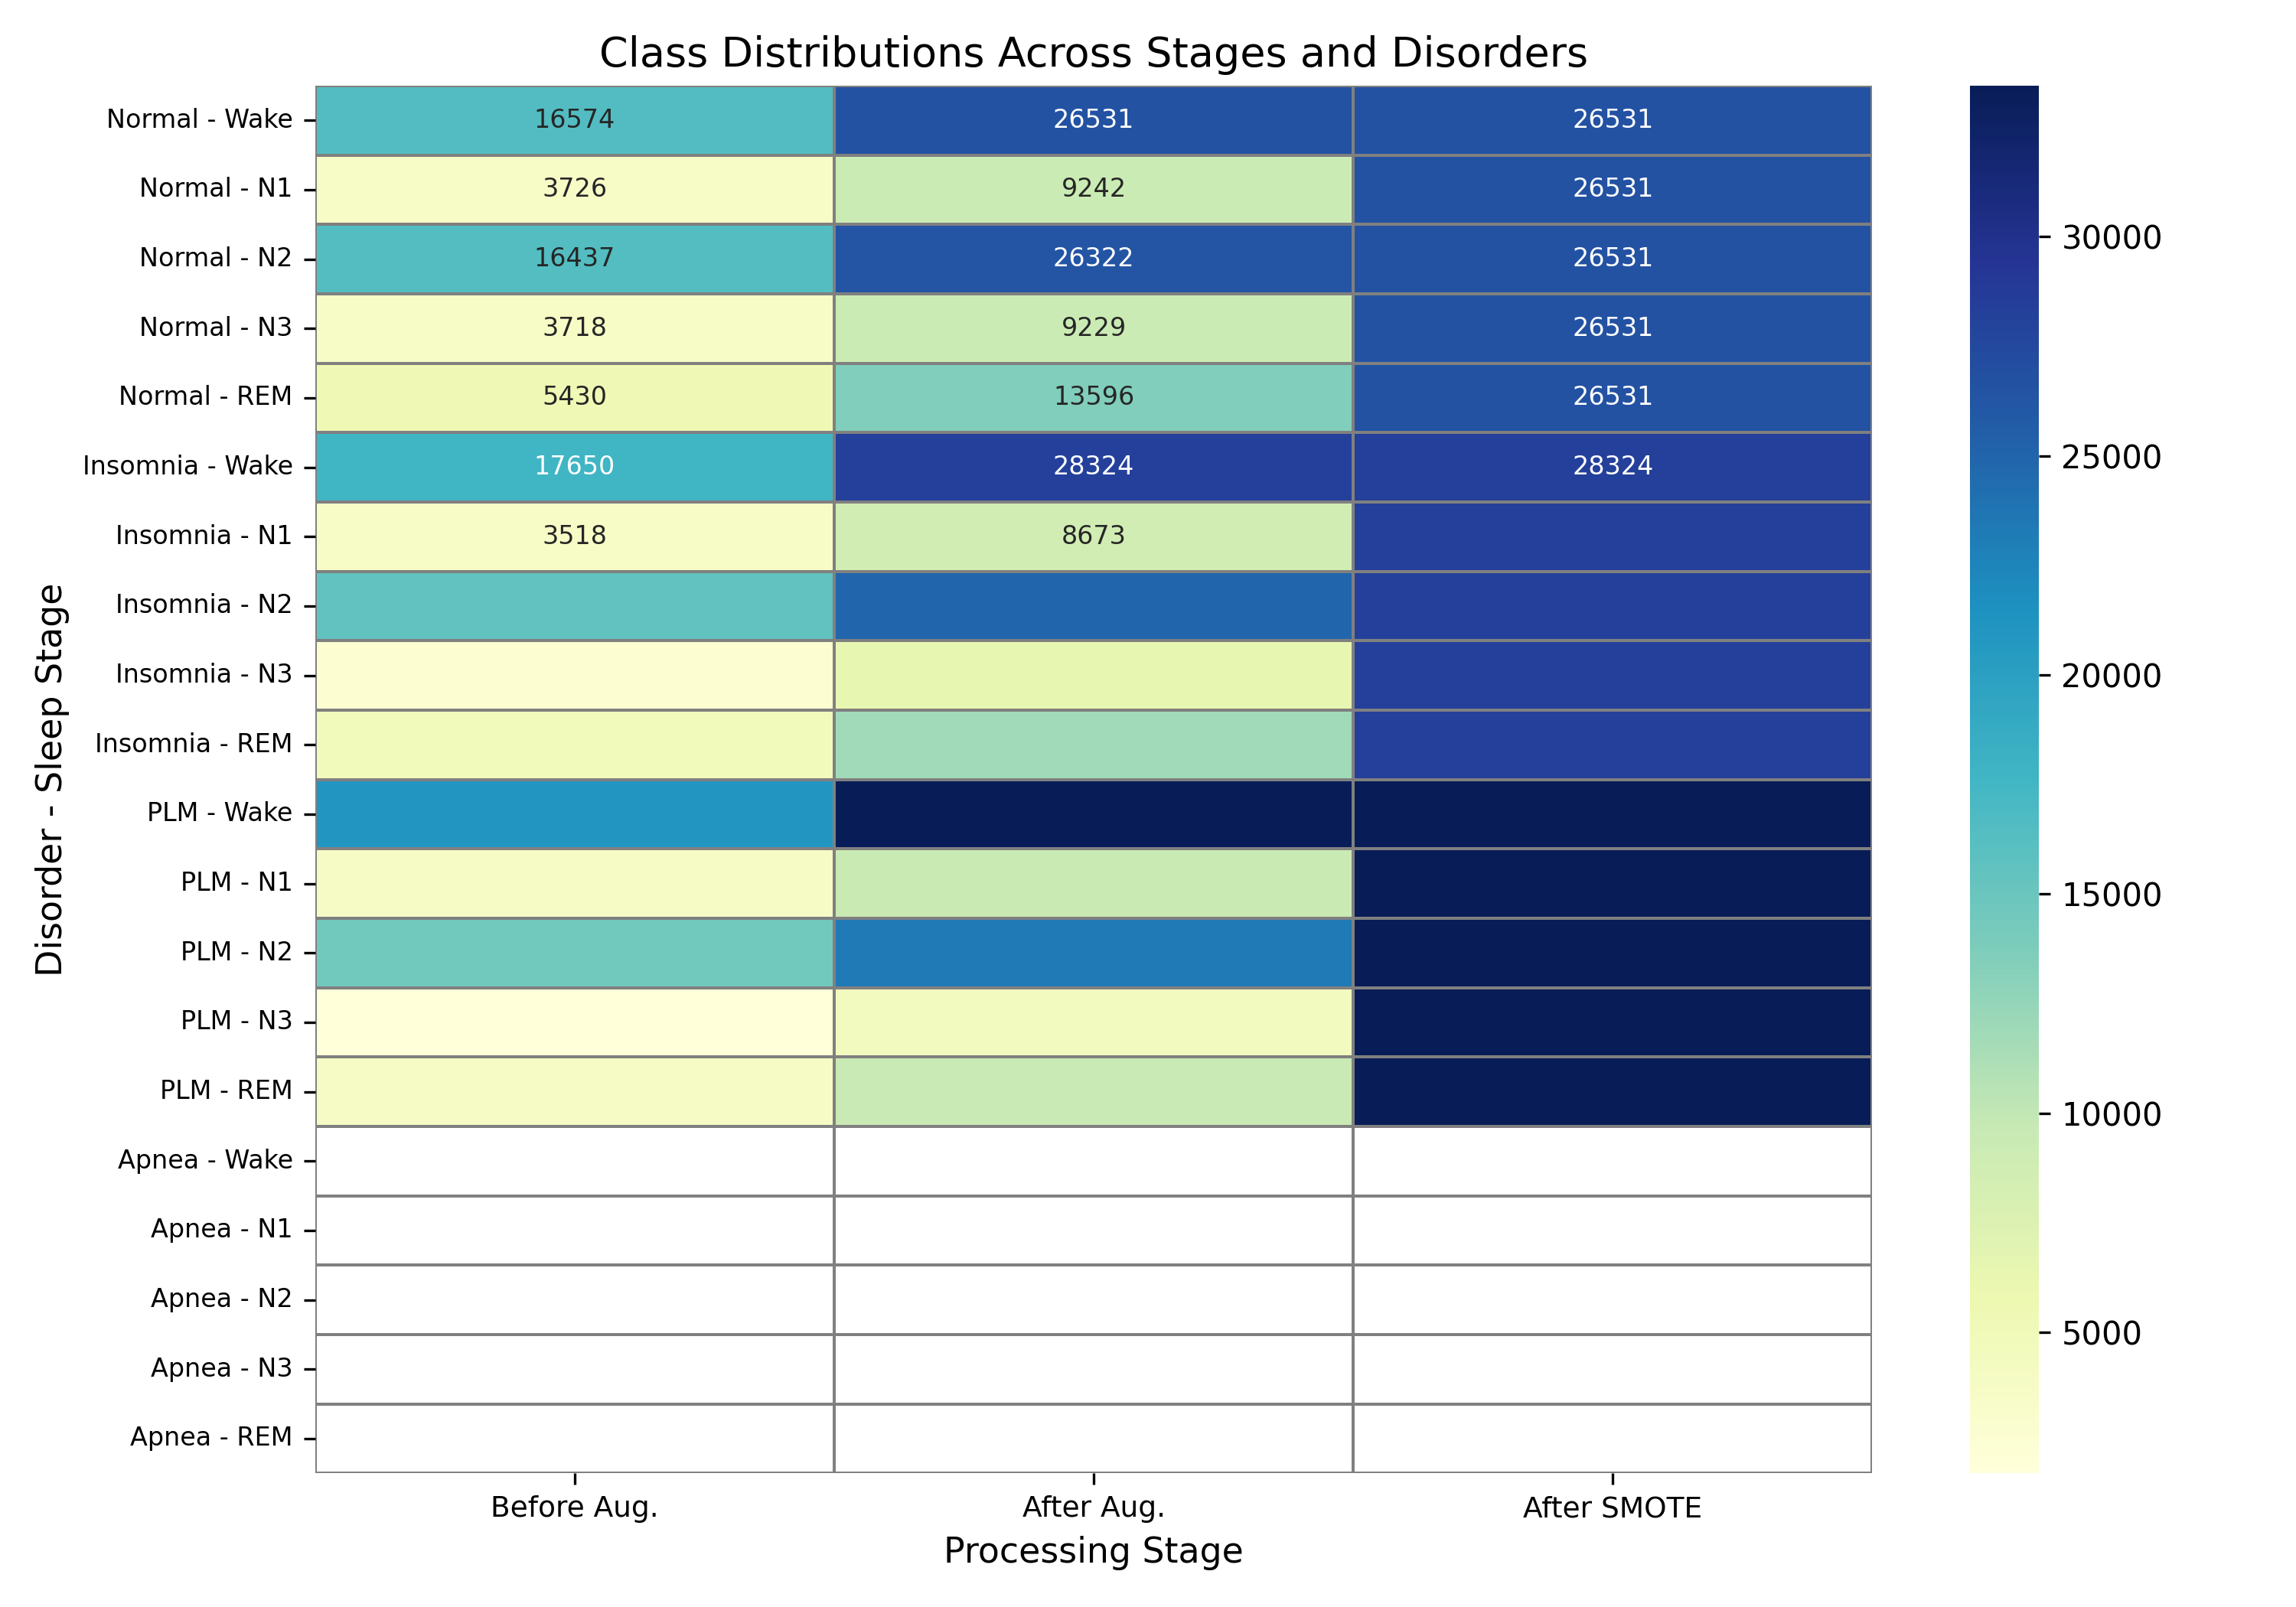 Class Distributions Across Stages and Disorders
Normal - Wake 16574 26531 26531
Normal - N1 3726 9242 26531
Normal - N2 16437 26322 26531
Normal - N3 3718 9229 26531
Normal - REM 5430 13596 26531
Insomnia - Wake 17650 28324 28324
Insomnia - N1 3518 8673
Insomnia - N2
Insomnia - N3
Insomnia - REM
PLM - Wake
PLM - N1
PLM - N2
PLM - N3
PLM - REM
Apnea - Wake
Apnea - N1
Apnea - N2
Apnea - N3
Apnea - REM
Disorder - Sleep Stage
Before Aug. After Aug. After SMOTE
Processing Stage
30000
25000
20000
15000
10000
5000